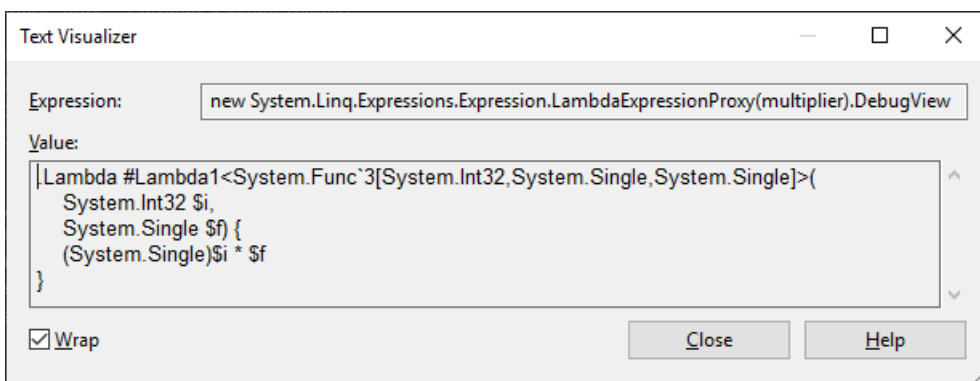 Text Visualizer
Expression:
new System.Linq.Expressions.Expression.LambdaExpressionProxy(multiplier).DebugView
Value:
.Lambda #Lambda1<System.Func`3[System.Int32,System.Single,System.Single]>(
System.Int32 $i,
System.Single $f) {
(System.Single)$i * $f
}
Wrap
Close
Help